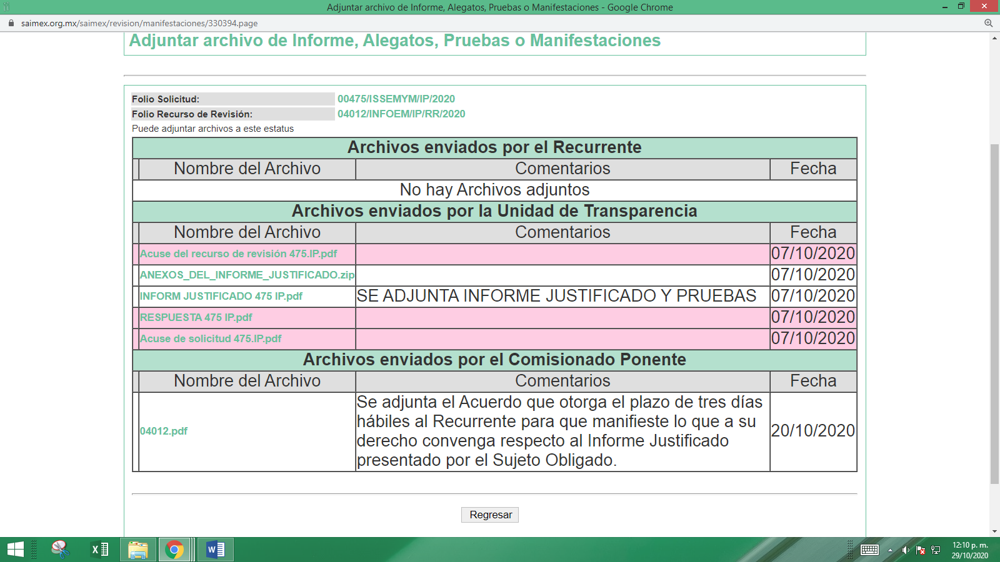 Adjuntar archivo de Informe, Alegatos, Pruebas o Manifestaciones - Google Chrome
saimex.org.mx/saimex/revision/manifestaciones/330394.page
Adjuntar archivo de Informe, Alegatos, Pruebas o Manifestaciones
Folio Solicitud: 00475/ISSEMYM/IP/2020
Folio Recurso de Revisión: 04012/INFOEM/IP/RR/2020
Puede adjuntar archivos a este estatus
Archivos enviados por el Recurrente
Nombre del Archivo Comentarios Fecha
No hay Archivos adjuntos
Archivos enviados por la Unidad de Transparencia
Nombre del Archivo Comentarios Fecha
Acuse del recurso de revisión 475.IP.pdf 07/10/2020
ANEXOS_DEL_INFORME_JUSTIFICADO.zip 07/10/2020
INFORM JUSTIFICADO 475 IP.pdf SE ADJUNTA INFORME JUSTIFICADO Y PRUEBAS 07/10/2020
RESPUESTA 475 IP.pdf 07/10/2020
Acuse de solicitud 475.IP.pdf 07/10/2020
Archivos enviados por el Comisionado Ponente
Nombre del Archivo Comentarios Fecha
04012.pdf Se adjunta el Acuerdo que otorga el plazo de tres días
hábiles al Recurrente para que manifieste lo que a su
derecho convenga respecto al Informe Justificado
presentado por el Sujeto Obligado. 20/10/2020
Regresar
12:10 p. m.
29/10/2020